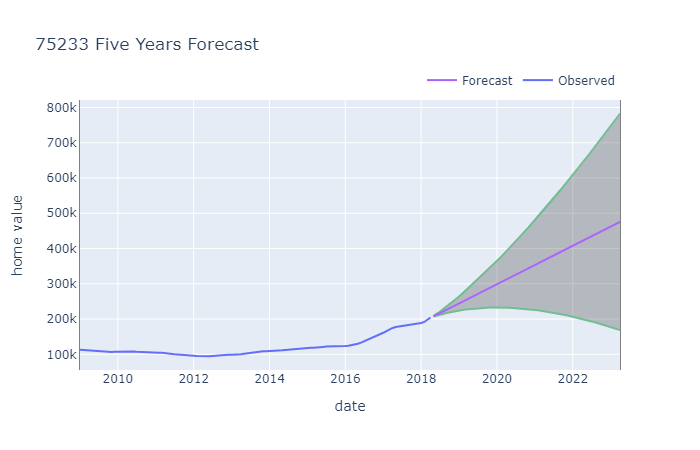 75233 Five Years Forecast
Forecast Observed
800k
700k
600k
500k
400k
300k
200k
100k
home value
2010 2012 2014 2016 2018 2020 2022
date